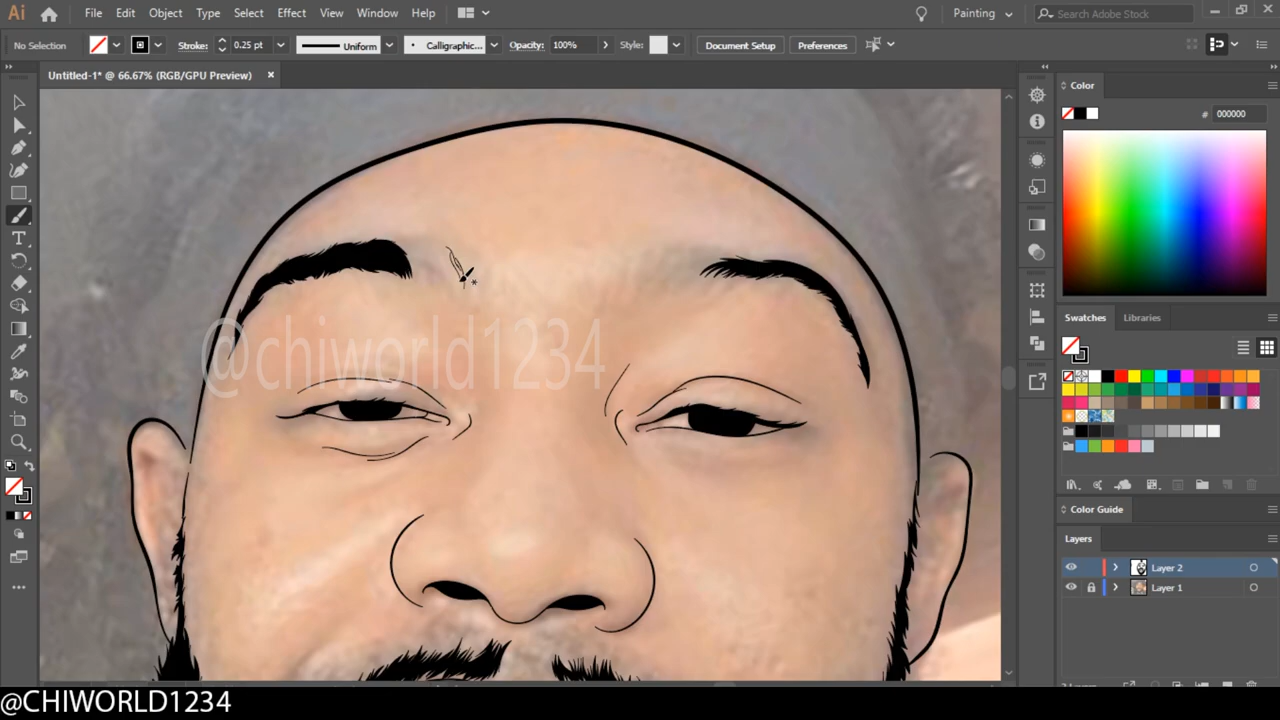 Ai File Edit Object Type Select Effect View Window Help Painting Search Adobe Stock
No Selection Stroke: 0.25 pt Uniform Calligraphic... Opacity: 100% Style: Document Setup Preferences
Untitled-1* @ 66.67% (RGB/GPU Preview) ×
Color
# 000000
Swatches Libraries
@chiworld1234
Color Guide
Layers
Layer 2
Layer 1
@CHIWORLD1234